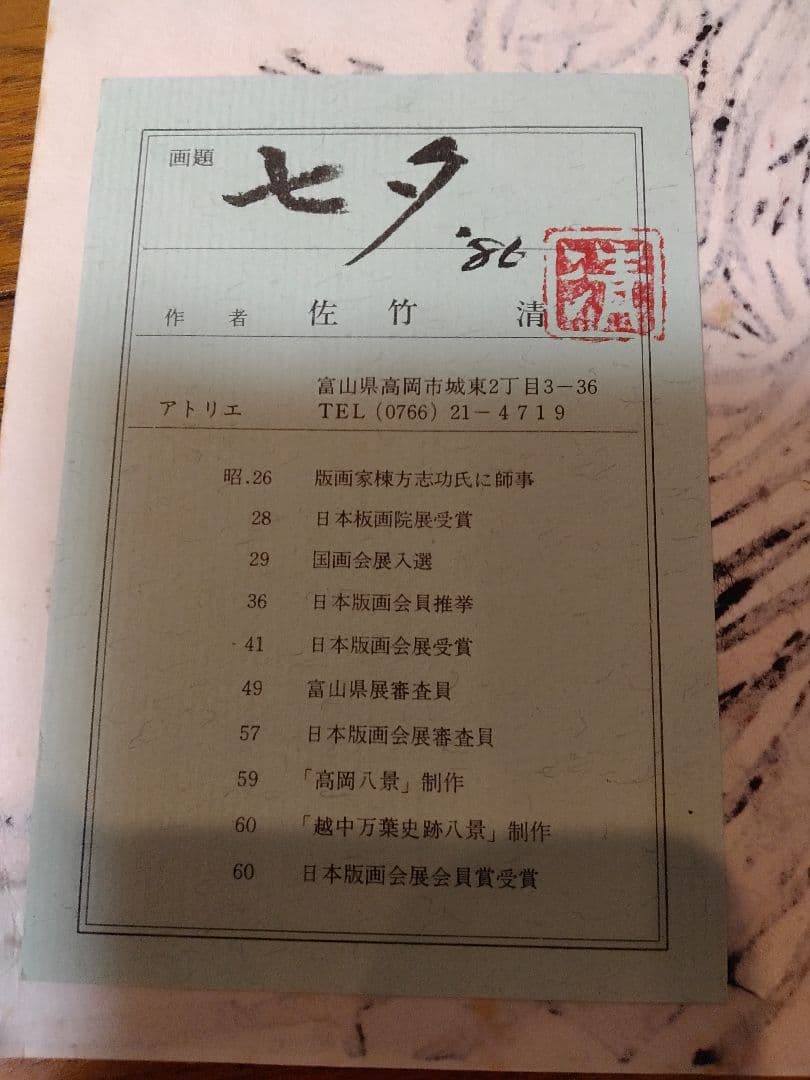 画題 七夕
'86
作者 佐竹 清
富山県高岡市城東2丁目3-36
アトリエ TEL(0766)21-4719
昭.26 版画家棟方志功氏に師事
28 日本板画院展受賞
29 国画会展入選
36 日本版画会員推挙
41 日本版画会展受賞
49 富山県展審査員
57 日本版画会展審査員
59 「高岡八景」制作
60 「越中万葉史跡八景」制作
60 日本版画会展会員賞受賞